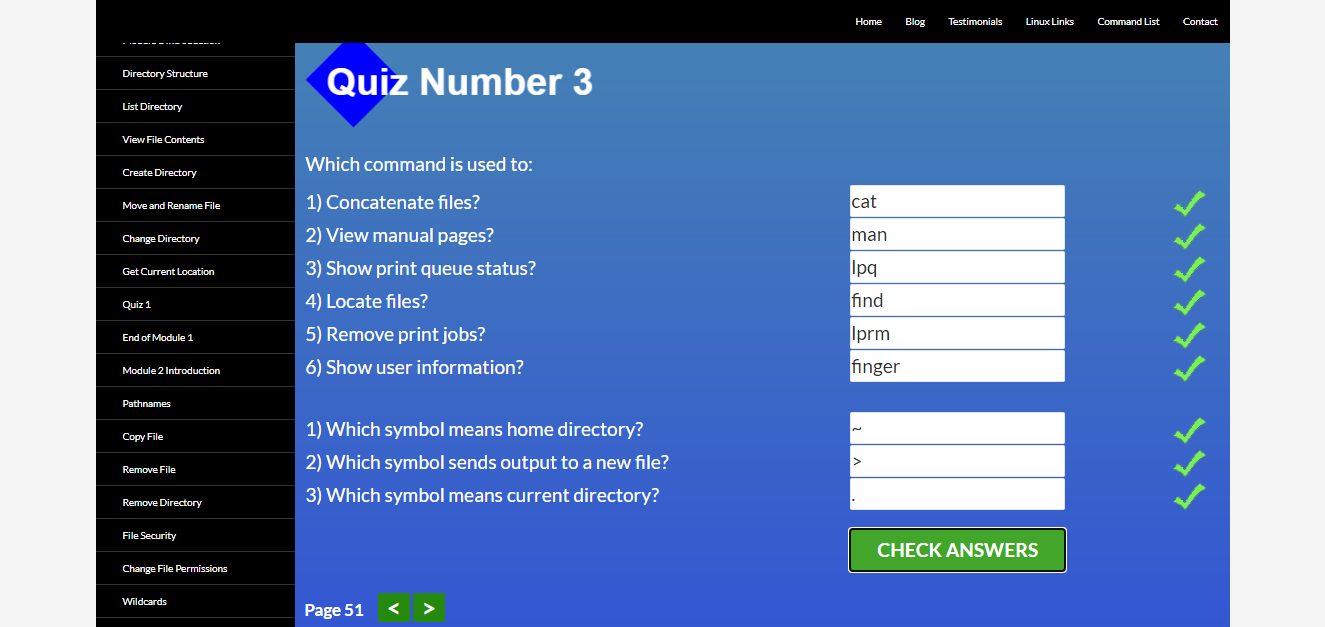 Home Blog Testimonials Linux Links Command List Contact
Directory Structure
List Directory
View File Contents
Create Directory
Move and Rename File
Change Directory
Get Current Location
Quiz 1
End of Module 1
Module 2 Introduction
Pathnames
Copy File
Remove File
Remove Directory
File Security
Change File Permissions
Wildcards
Quiz Number 3
Which command is used to:
1) Concatenate files? cat
2) View manual pages? man
3) Show print queue status? lpq
4) Locate files? find
5) Remove print jobs? lprm
6) Show user information? finger
1) Which symbol means home directory? ~
2) Which symbol sends output to a new file? >
3) Which symbol means current directory? .
CHECK ANSWERS
Page 51 < >